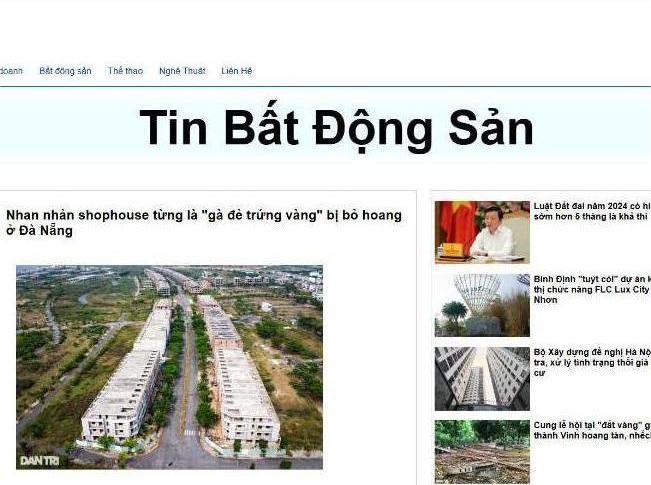 doanh Bất động sản Thể thao Nghệ Thuật Liên Hệ
Tin Bất Động Sản
Nhan nhản shophouse từng là "gà đẻ trứng vàng" bị bỏ hoang
ở Đà Nẵng
DÂN TRÍ
Luật Đất đai năm 2024 có hi
sớm hơn 5 tháng là khả thi
Bình Định "tuýt còi" dự án k
thị chức năng FLC Lux City
Nhơn
Bộ Xây dựng đề nghị Hà Nộ
tra, xử lý tình trạng thổi giá
cư
Cung lễ hội tại "đất vàng" g
thành Vinh hoang tàn, nhếch